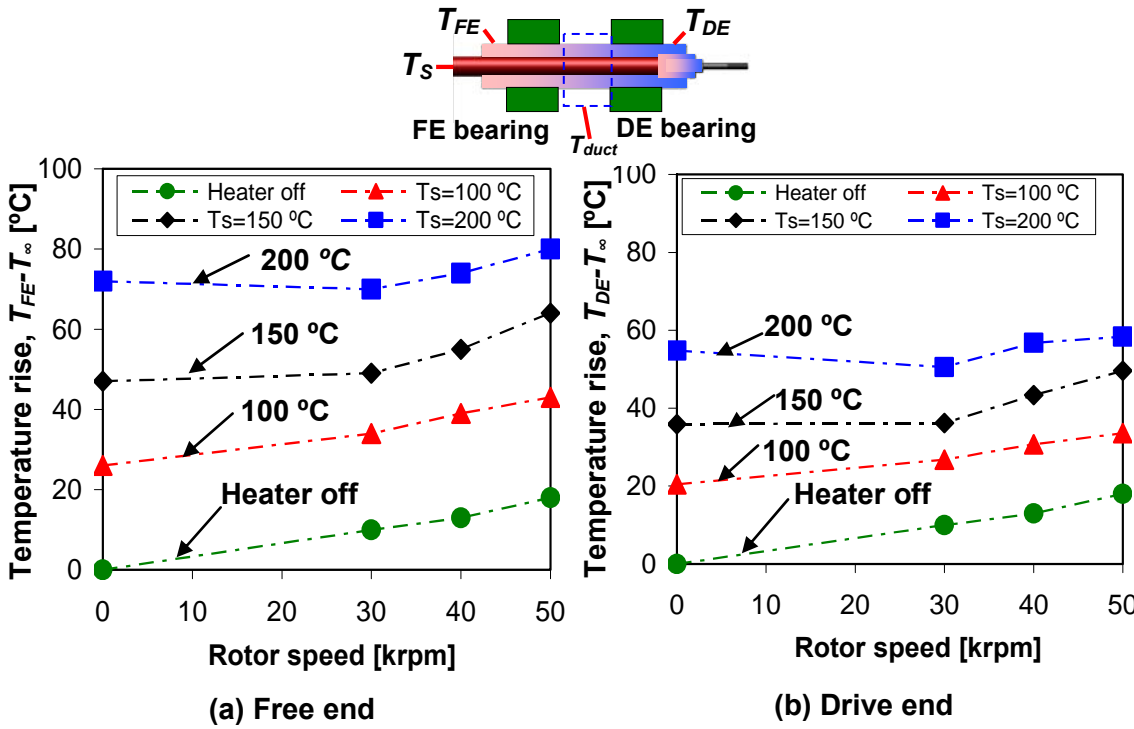 T_FE
T_DE
T_S
FE bearing
T_duct
DE bearing
Temperature rise, T_FE-T_∞ [ºC]
100
80
60
40
20
0
Heater off
Ts=100 ºC
Ts=150 ºC
Ts=200 ºC
200 ºC
150 ºC
100 ºC
Heater off
0 10 20 30 40 50
Rotor speed [krpm]
(a) Free end
Temperature rise, T_DE-T_∞ [ºC]
100
80
60
40
20
0
Heater off
Ts=100 ºC
Ts=150 ºC
Ts=200 ºC
200 ºC
150 ºC
100 ºC
Heater off
0 10 20 30 40 50
Rotor speed [krpm]
(b) Drive end